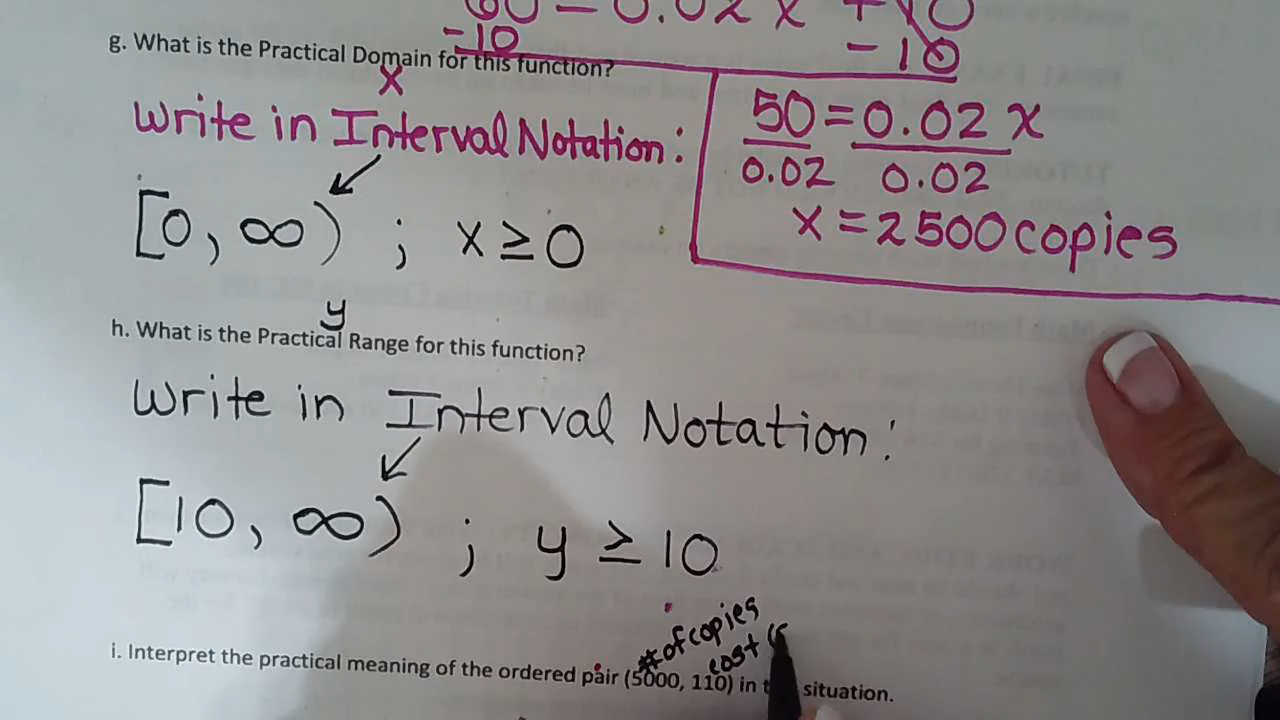 60 = 0.02x + 10
-10 -10
g. What is the Practical Domain for this function?
x
Write in Interval Notation:
[0, ∞) ; x ≥ 0
50 = 0.02 x
0.02 0.02
x = 2500 copies
y
h. What is the Practical Range for this function?
Write in Interval Notation:
[10, ∞) ; y ≥ 10
# of copies
cost
i. Interpret the practical meaning of the ordered pair (5000, 110) in situation.